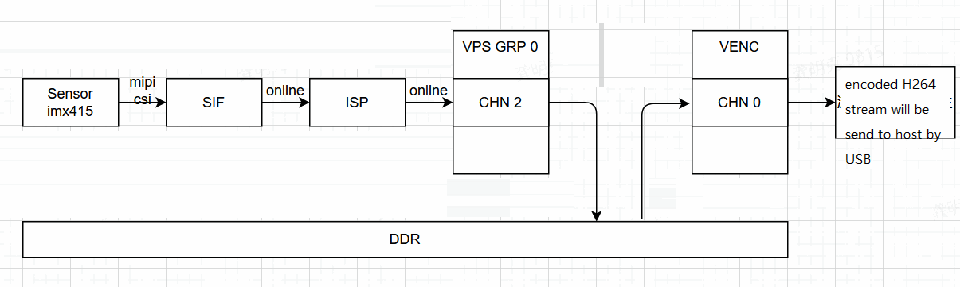 VPS GRP 0
VENC
Sensor
imx415
mipi
csi
SIF
online
ISP
online
CHN 2
CHN 0
encoded H264
stream will be
send to host by
USB
DDR